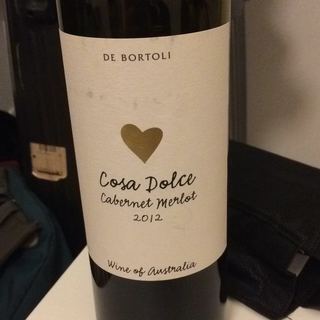 DE BORTOLI
Cosa Dolce
Cabernet Merlot
2012
Wine of Australia